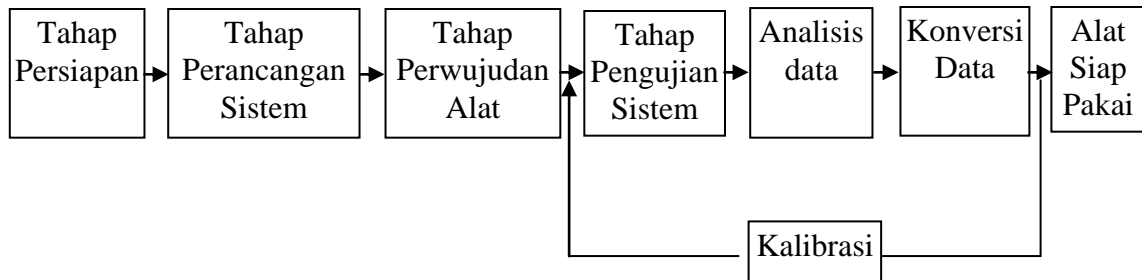 Tahap
Persiapan
Tahap
Perancangan
Sistem
Tahap
Perwujudan
Alat
Tahap
Pengujian
Sistem
Analisis
data
Konversi
Data
Alat
Siap
Pakai
Kalibrasi